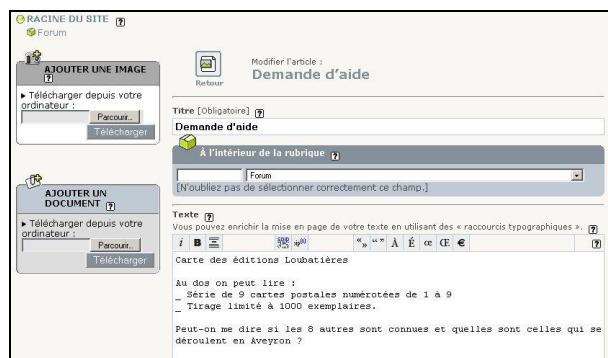 RACINE DU SITE ?
Forum
AJOUTER UNE IMAGE
?
Télécharger depuis votre
ordinateur :
Parcourir...
Télécharger
AJOUTER UN
DOCUMENT ?
Télécharger depuis votre
ordinateur :
Parcourir...
Télécharger
Retour
Modifier l'article :
Demande d'aide
Titre [Obligatoire] ?
Demande d'aide
À l'intérieur de la rubrique ?
Forum
[N'oubliez pas de sélectionner correctement ce champ.]
Texte ?
Vous pouvez enrichir la mise en page de votre texte en utilisant des « raccourcis typographiques ». ?
i B «» “” À É œ Œ € ?
Carte des éditions Loubatières
Au dos on peut lire :
_ Série de 9 cartes postales numérotées de 1 à 9
_ Tirage limité à 1000 exemplaires.
Peut-on me dire si les 8 autres sont connues et quelles sont celles qui se
déroulent en Aveyron ?